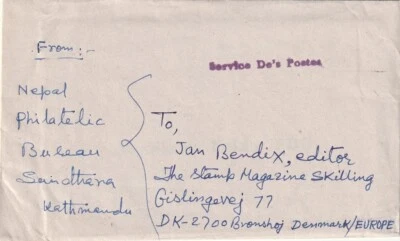 From:-
Service De's Postes
Nepal
Philatelic
Bureau
Sundhara
Kathmandu
To,
Jan Bendix, editor
The Stamp Magazine Skilling
Gislingevej 77
DK-2700 Bronshoj Denmark/EUROPE